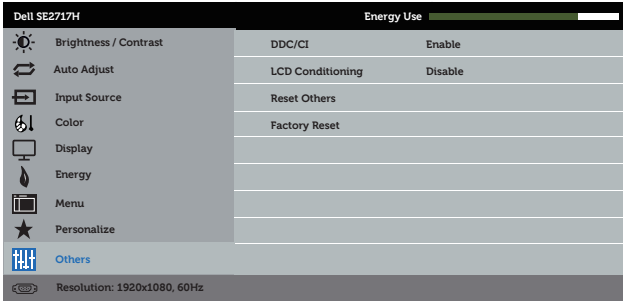 Dell SE2717H Energy Use
Brightness / Contrast
DDC/CI Enable
Auto Adjust
LCD Conditioning Disable
Input Source
Reset Others
Color
Factory Reset
Display
Energy
Menu
Personalize
Others
Resolution: 1920x1080, 60Hz